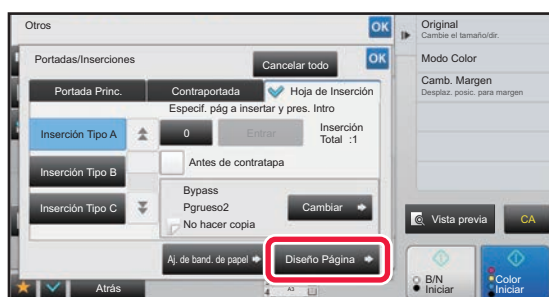 Otros
OK
Portadas/Inserciones
Cancelar todo
OK
Portada Princ.
Contraportada
Hoja de Inserción
Especif. pág a insertar y pres. Intro
Inserción Tipo A
0
Entrar
Inserción
Total :1
Antes de contratapa
Inserción Tipo B
Inserción Tipo C
Bypass
Pgrueso2
No hacer copia
Cambiar
Aj. de band. de papel
Diseño Página
Atrás
A3
Original
Cambie el tamaño/dir.
Modo Color
Camb. Margen
Desplaz. posic. para margen
Vista previa
CA
B/N
Iniciar
Color
Iniciar